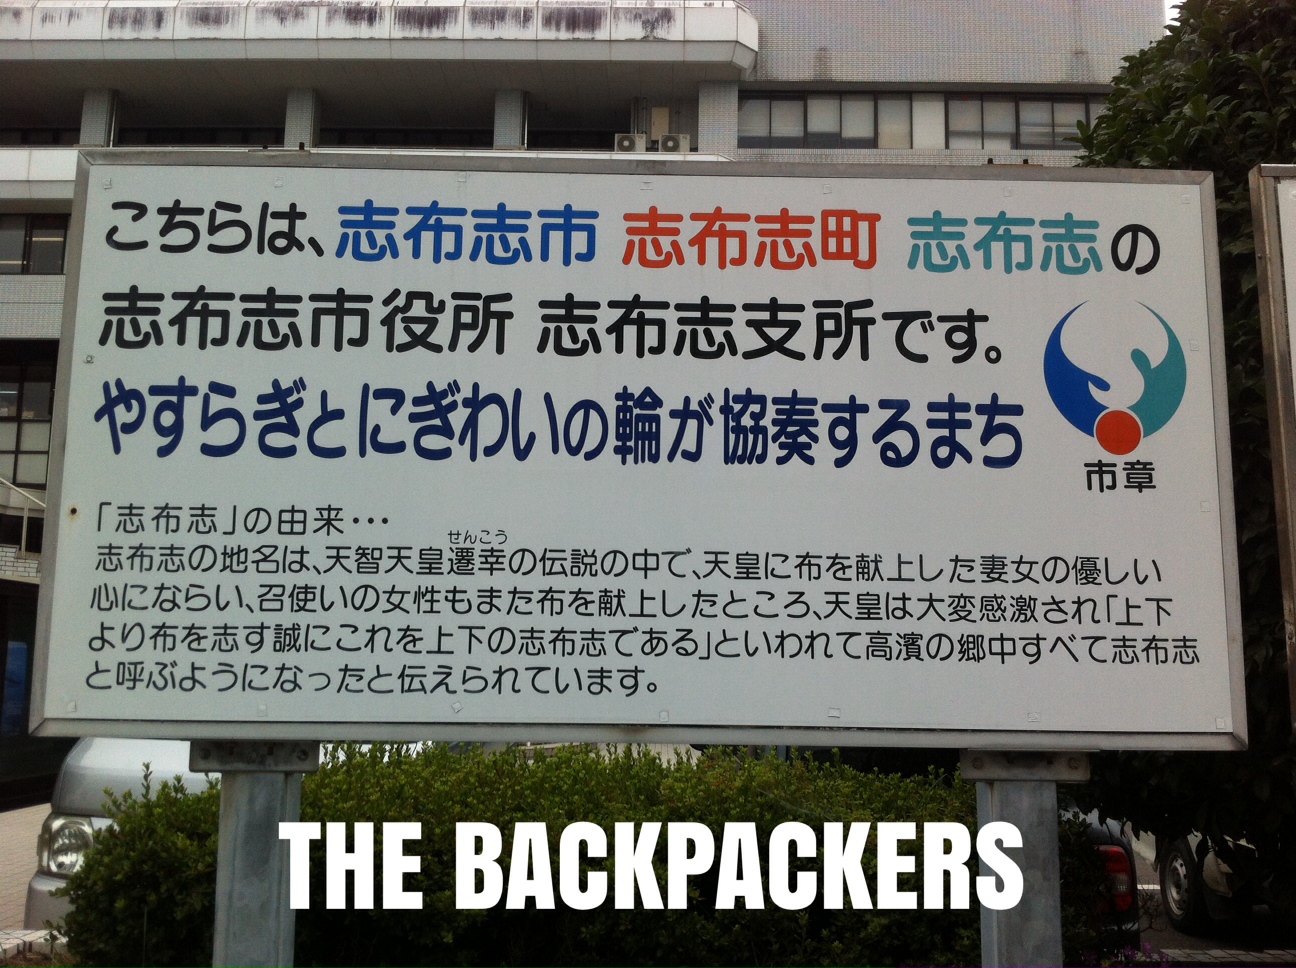 こちらは、志布志市 志布志町 志布志の
志布志市役所 志布志支所です。
やすらぎとにぎわいの輪が協奏するまち
市章
「志布志」の由来…
せんこう
志布志の地名は、天智天皇遷幸の伝説の中で、天皇に布を献上した妻女の優しい
心にならい、召使いの女性もまた布を献上したところ、天皇は大変感激され「上下
より布を志す誠にこれを上下の志布志である」といわれて高濱の郷中すべて志布志
と呼ぶようになったと伝えられています。
THE BACKPACKERS